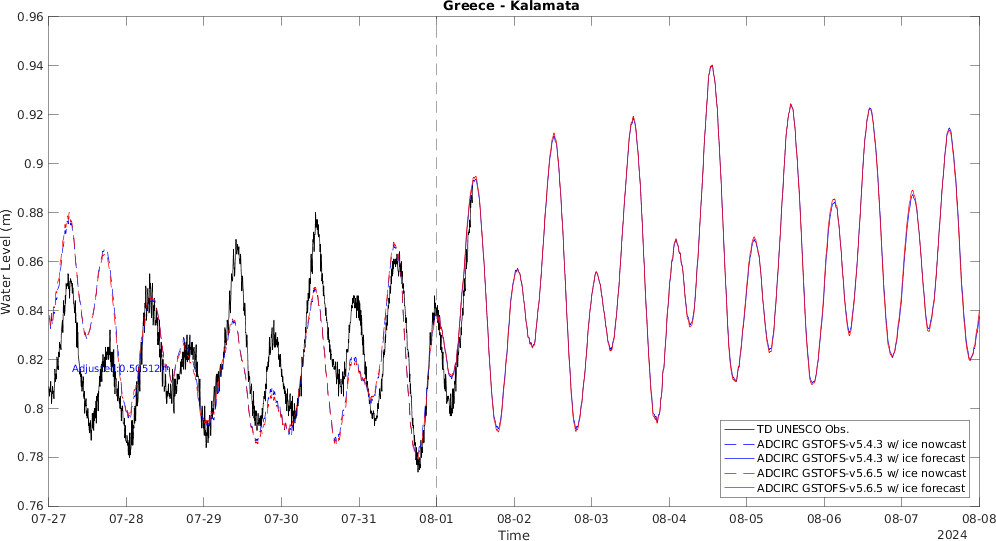 Greece - Kalamata
0.96
0.94
0.92
0.9
0.88
0.86
0.84
0.82
0.8
0.78
0.76
Water Level (m)
TD UNESCO Obs.
ADCIRC GSTOFS-v5.4.3 w/ ice nowcast
ADCIRC GSTOFS-v5.4.3 w/ ice forecast
ADCIRC GSTOFS-v5.6.5 w/ ice nowcast
ADCIRC GSTOFS-v5.6.5 w/ ice forecast
07-27 07-28 07-29 07-30 07-31 08-01 08-02 08-03 08-04 08-05 08-06 08-07 08-08
Time
2024